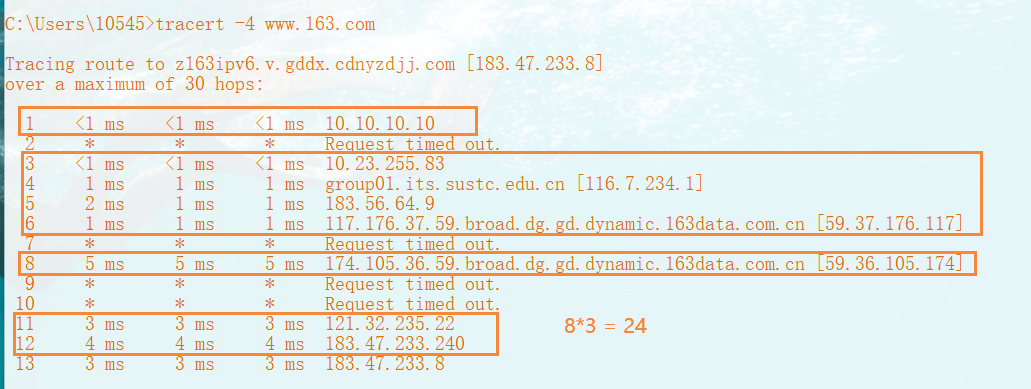 C:\Users\10545>tracert -4 www.163.com
Tracing route to z163ipv6.v.gddx.cdnyzdjj.com [183.47.233.8]
over a maximum of 30 hops:
1 <1 ms <1 ms <1 ms 10.10.10.10
2 * * * Request timed out.
3 <1 ms <1 ms <1 ms 10.23.255.83
4 1 ms 1 ms 1 ms group01.its.sustc.edu.cn [116.7.234.1]
5 2 ms 1 ms 1 ms 183.56.64.9
6 1 ms 1 ms 1 ms 117.176.37.59.broad.dg.gd.dynamic.163data.com.cn [59.37.176.117]
7 * * * Request timed out.
8 5 ms 5 ms 5 ms 174.105.36.59.broad.dg.gd.dynamic.163data.com.cn [59.36.105.174]
9 * * * Request timed out.
10 * * * Request timed out.
11 3 ms 3 ms 3 ms 121.32.235.22
8*3 = 24
12 4 ms 4 ms 4 ms 183.47.233.240
13 3 ms 3 ms 3 ms 183.47.233.8